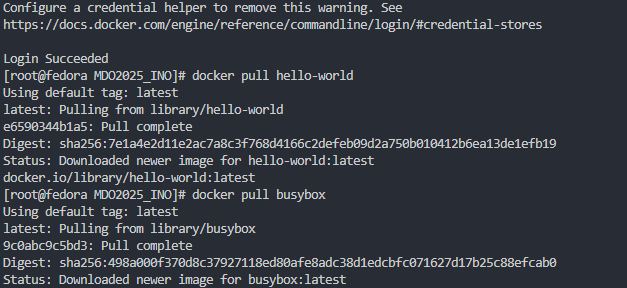 Configure a credential helper to remove this warning. See
https://docs.docker.com/engine/reference/commandline/login/#credential-stores
Login Succeeded
[root@fedora MDO2025_INO]# docker pull hello-world
Using default tag: latest
latest: Pulling from library/hello-world
e6590344b1a5: Pull complete
Digest: sha256:7e1a4e2d11e2ac7a8c3f768d4166c2defeb09d2a750b010412b6ea13de1efb19
Status: Downloaded newer image for hello-world:latest
docker.io/library/hello-world:latest
[root@fedora MDO2025_INO]# docker pull busybox
Using default tag: latest
latest: Pulling from library/busybox
9c0abc9c5bd3: Pull complete
Digest: sha256:498a000f370d8c37927118ed80afe8adc38d1edcbfc071627d17b25c88efcab0
Status: Downloaded newer image for busybox:latest